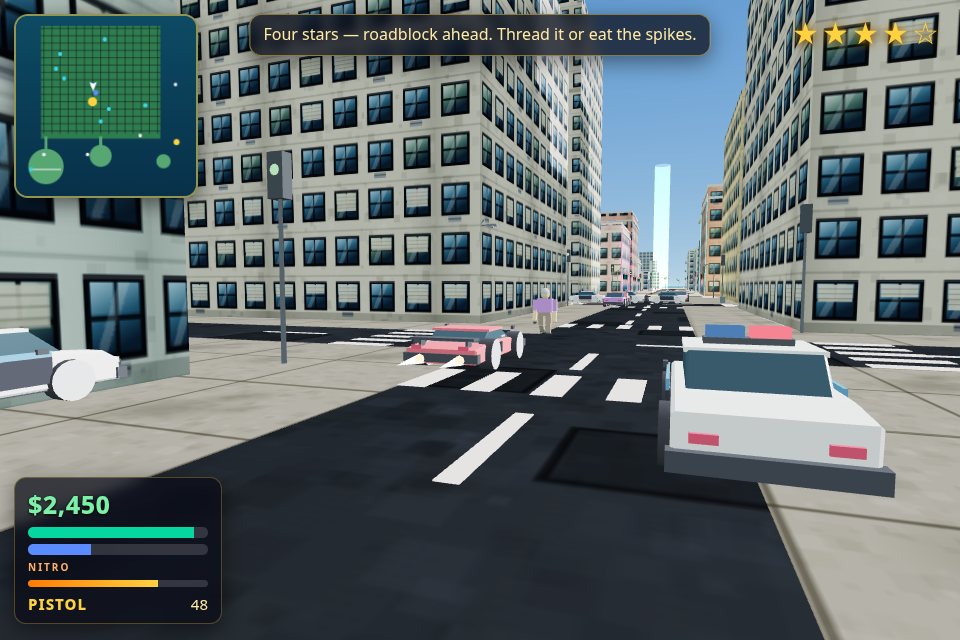 Four stars — roadblock ahead. Thread it or eat the spikes.
$2,450
NITRO
PISTOL 48